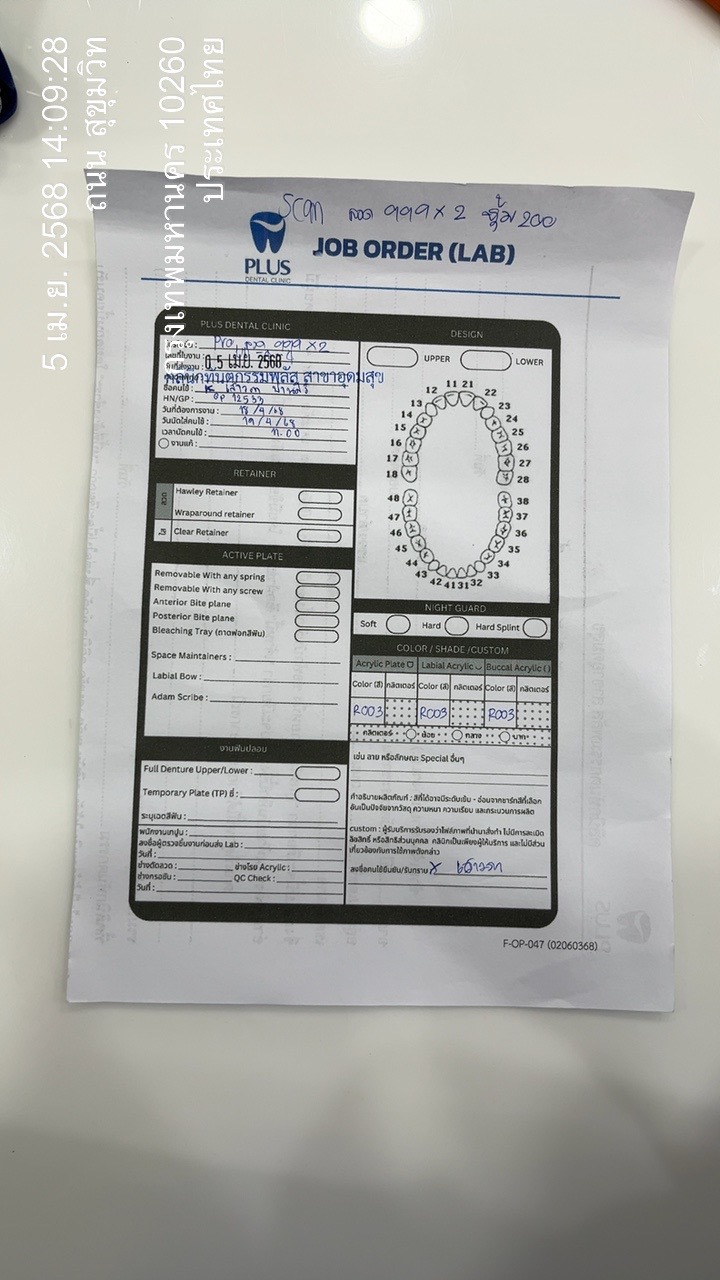 5 เม.ย. 2568 14:09:28
ถนน สุขุมวิท
กรุงเทพมหานคร 10260
ประเทศไทย
Scan ลวด 999 x 2
PLUS
DENTAL CLINIC
JOB ORDER (LAB)
PLUS DENTAL CLINIC
Pro ลวด 999 x2
เลขที่ใบงาน :
0 5 เม.ย. 2568
คลินิกทันตกรรมพลัส สาขาอุดมสุข
ชื่อคนไข้ :
HN/GP : GP 12553
วันที่ต้องการงาน : 18/4/68
วันนัดใส่คนไข้ : 19/4/68
เวลานัดคนไข้ : 11.00
งานแก้ :
RETAINER
ลวด
Hawley Retainer
Wraparound retainer
ใส
Clear Retainer
ACTIVE PLATE
Removable With any spring
Removable With any screw
Anterior Bite plane
Posterior Bite plane
Bleaching Tray (ถาดฟอกสีฟัน)
Space Maintainers :
Labial Bow :
Adam Scribe :
งานฟันปลอม
Full Denture Upper/Lower :
Temporary Plate (TP) ซี่ :
ระบุเฉดสีฟัน :
พนักงานเทปูน :
ลงชื่อผู้ตรวจชิ้นงานก่อนส่ง Lab :
วันที่ :
ช่างดัดลวด : ช่างโรย Acrylic :
ช่างกรอขัด : QC Check :
วันที่ :
DESIGN
UPPER LOWER
11 21
12 22
13 23
14 24
15 25
16 26
17 27
18 28
48 38
47 37
46 36
45 35
44 34
43 33
42 41 31 32
NIGHT GUARD
Soft Hard Hard Splint
COLOR / SHADE /CUSTOM
Acrylic Plate Labial Acrylic Buccal Acrylic ( )
Color (สี) กลิตเตอร์ Color (สี) กลิตเตอร์ Color (สี) กลิตเตอร์
R003 R003 R003
กลิตเตอร์ น้อย กลาง มาก
เช่น ลาย หรือลักษณะ Special อื่นๆ
คำอธิบายผลิตภัณฑ์ : สีที่ได้อาจมีระดับเข้ม - อ่อนจากชาร์ทสีที่เลือก
อันเป็นปัจจัยจากวัสดุ ความหนา ความเรียบ และกระบวนการผลิต
custom : ผู้รับบริการรับรองว่าไฟล์ภาพที่นำมาสั่งทำ ไม่มีการละเมิด
ลิขสิทธิ์ หรือสิทธิส่วนบุคคล คลินิกเป็นเพียงผู้ให้บริการ และไม่มีส่วน
เกี่ยวข้องกับการใช้ภาพดังกล่าว
ลงชื่อคนไข้ยืนยัน/รับทราบ x
F-OP-047 (02060368)